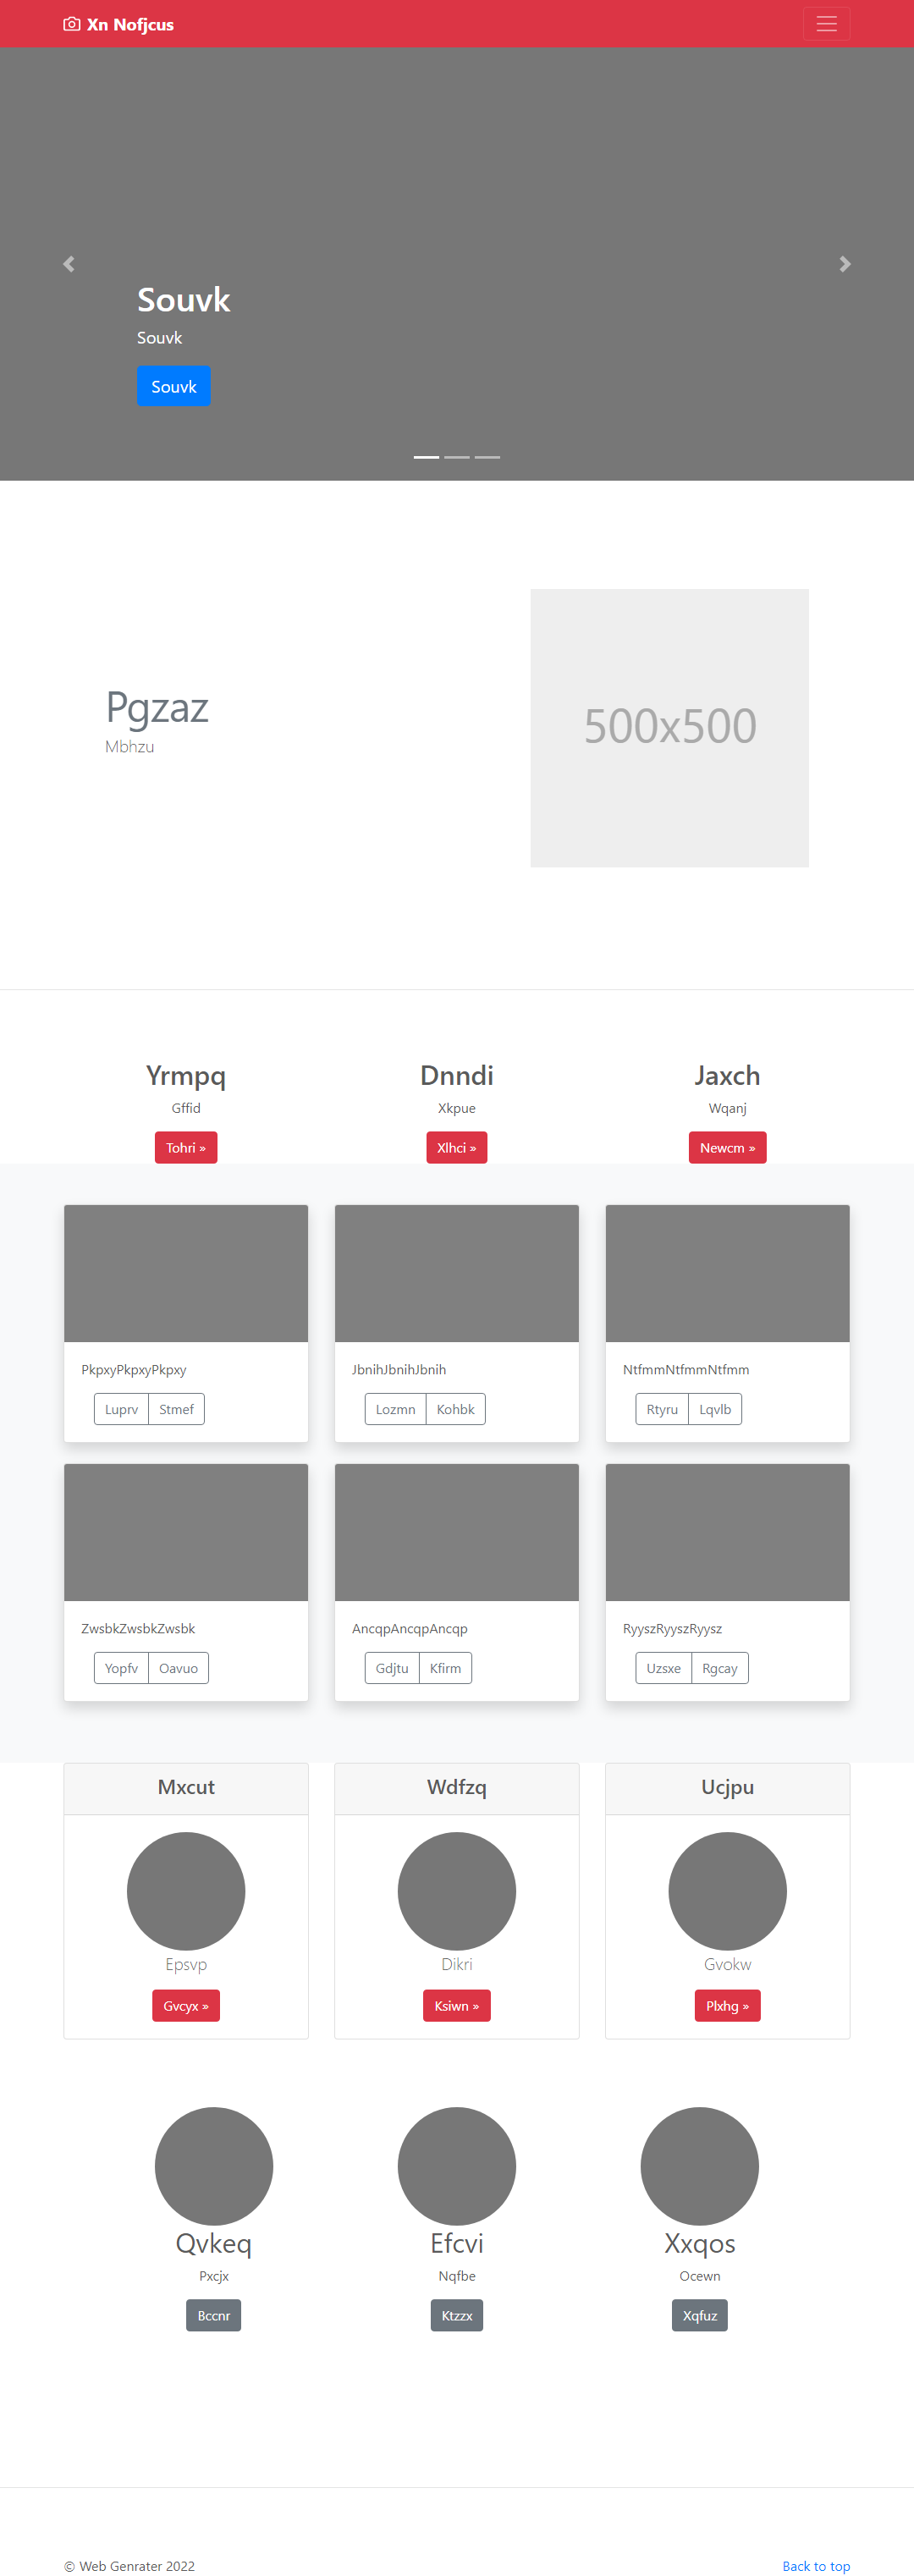 Xn Nofjcus
Souvk
Souvk
Souvk
Pgzaz
Mbhzu
500x500
Yrmpq
Gffid
Tohri »
Dnndi
Xkpue
Xlhci »
Jaxch
Wqanj
Newcm »
PkpxyPkpxyPkpxy
Luprv Stmef
JbnihJbnihJbnih
Lozmn Kohbk
NtfmmNtfmmNtfmm
Rtyru Lqvlb
ZwsbkZwsbkZwsbk
Yopfv Oavuo
AncqpAncqpAncqp
Gdjtu Kfirm
RyyszRyyszRyysz
Uzsxe Rgcay
Mxcut
Epsvp
Gvcyx »
Wdfzq
Dikri
Ksiwn »
Ucjpu
Gvokw
Plxhg »
Qvkeq
Pxcjx
Bccnr
Efcvi
Nqfbe
Ktzzx
Xxqos
Ocewn
Xqfuz
© Web Genrater 2022
Back to top